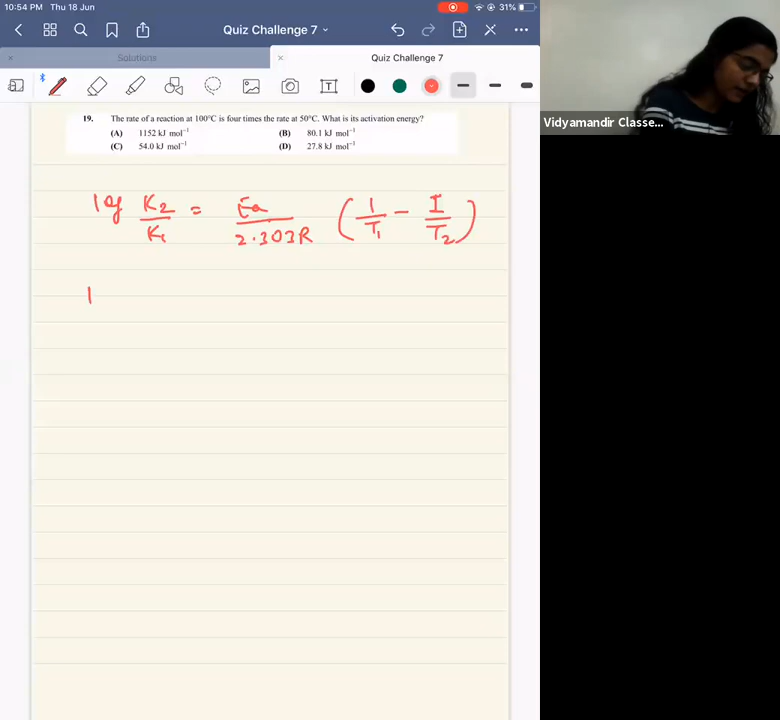 10:54 PM Thu 18 Jun
31%
Quiz Challenge 7
Solutions
Quiz Challenge 7
T
19. The rate of a reaction at 100°C is four times the rate at 50°C. What is its activation energy?
(A) 1152 kJ mol⁻¹ (B) 80.1 kJ mol⁻¹
(C) 54.0 kJ mol⁻¹ (D) 27.8 kJ mol⁻¹
log K₂/K₁ = Ea/2.303R (1/T₁ − 1/T₂)
Vidyamandir Classe...